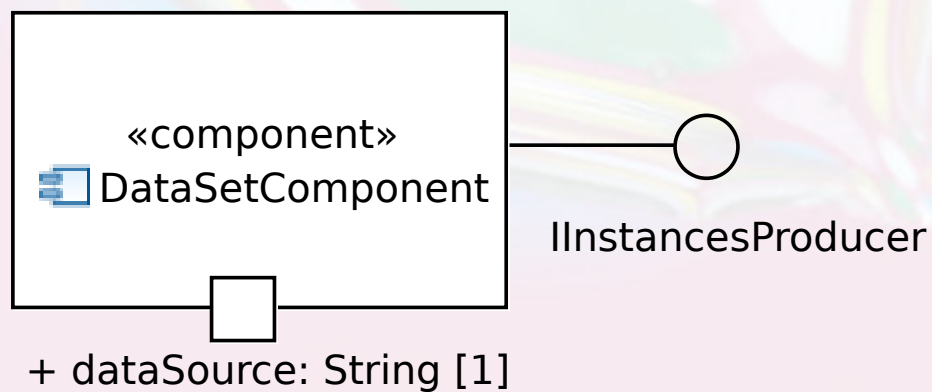 «component»
DataSetComponent
IInstancesProducer
+ dataSource: String [1]